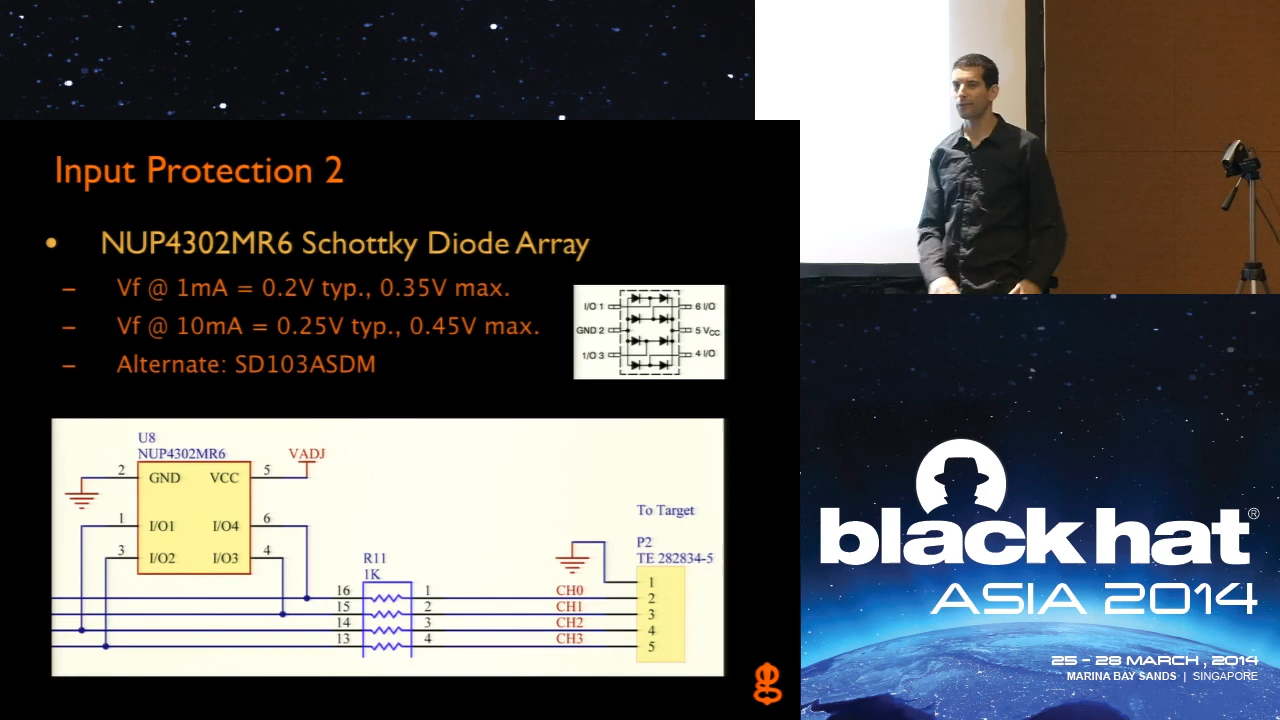 Input Protection 2
• NUP4302MR6 Schottky Diode Array
– Vf @ 1mA = 0.2V typ., 0.35V max.
– Vf @ 10mA = 0.25V typ., 0.45V max.
– Alternate: SD103ASDM
I/O 1
6 I/O
GND 2
5 VCC
I/O 3
4 I/O
U8
NUP4302MR6
VADJ
2 GND VCC 5
1 I/O1 I/O4 6
3 I/O2 I/O3 4
R11
1K
16 1
15 2
14 3
13 4
To Target
P2
TE 282834-5
1
CH0 2
CH1 3
CH2 4
CH3 5
black hat®
ASIA 2014
25 - 28 MARCH, 2014
MARINA BAY SANDS | SINGAPORE